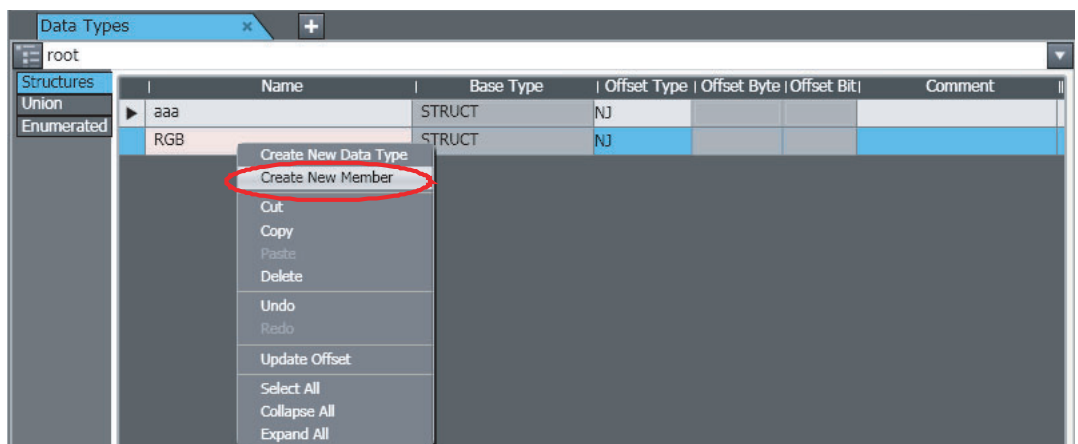 Data Types × +
root
Structures
Union
Enumerated
Name | Base Type | Offset Type | Offset Byte | Offset Bit | Comment
aaa STRUCT NJ
RGB STRUCT NJ
Create New Data Type
Create New Member
Cut
Copy
Paste
Delete
Undo
Redo
Update Offset
Select All
Collapse All
Expand All